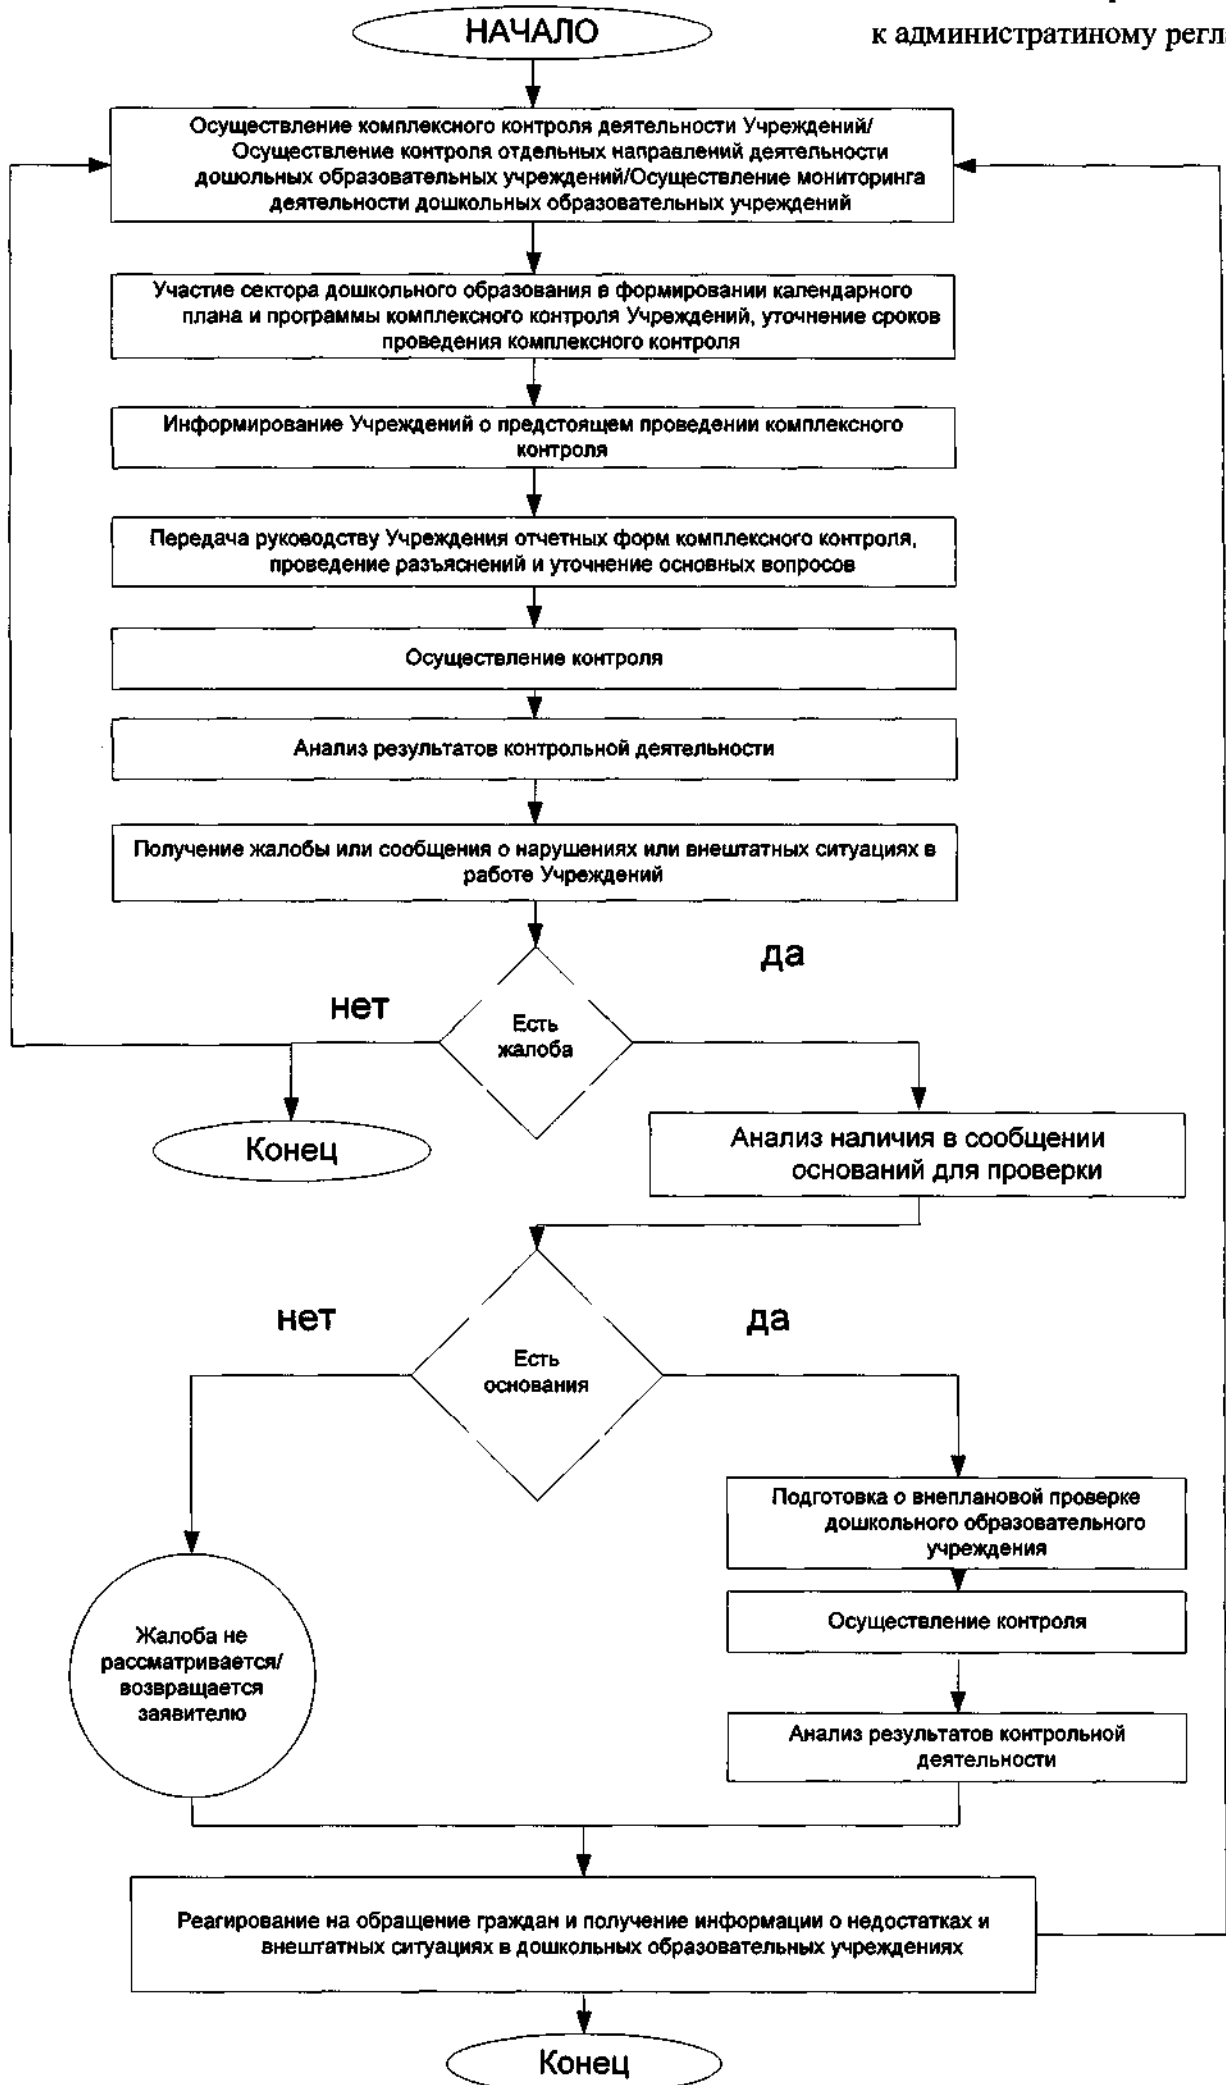 НАЧАЛО
к администратиному регл
Осуществление комплексного контроля деятельности Учреждений/
Осуществление контроля отдельных направлений деятельности
дошольных образовательных учреждений/Осуществление мониторинга
деятельности дошкольных образовательных учреждений
Участие сектора дошкольного образования в формировании календарного
плана и программы комплексного контроля Учреждений, уточнение сроков
проведения комплексного контроля
Информирование Учреждений о предстоящем проведении комплексного
контроля
Передача руководству Учреждения отчетных форм комплексного контроля,
проведение разъяснений и уточнение основных вопросов
Осуществление контроля
Анализ результатов контрольной деятельности
Получение жалобы или сообщения о нарушениях или внештатных ситуациях в
работе Учреждений
да
нет
Есть
жалоба
Конец
Анализ наличия в сообщении
оснований для проверки
нет
да
Есть
основания
Подготовка о внеплановой проверке
дошкольного образовательного
учреждения
Осуществление контроля
Жалоба не
рассматривается/
возвращается
заявителю
Анализ результатов контрольной
деятельности
Реагирование на обращение граждан и получение информации о недостатках и
внештатных ситуациях в дошкольных образовательных учреждениях
Конец